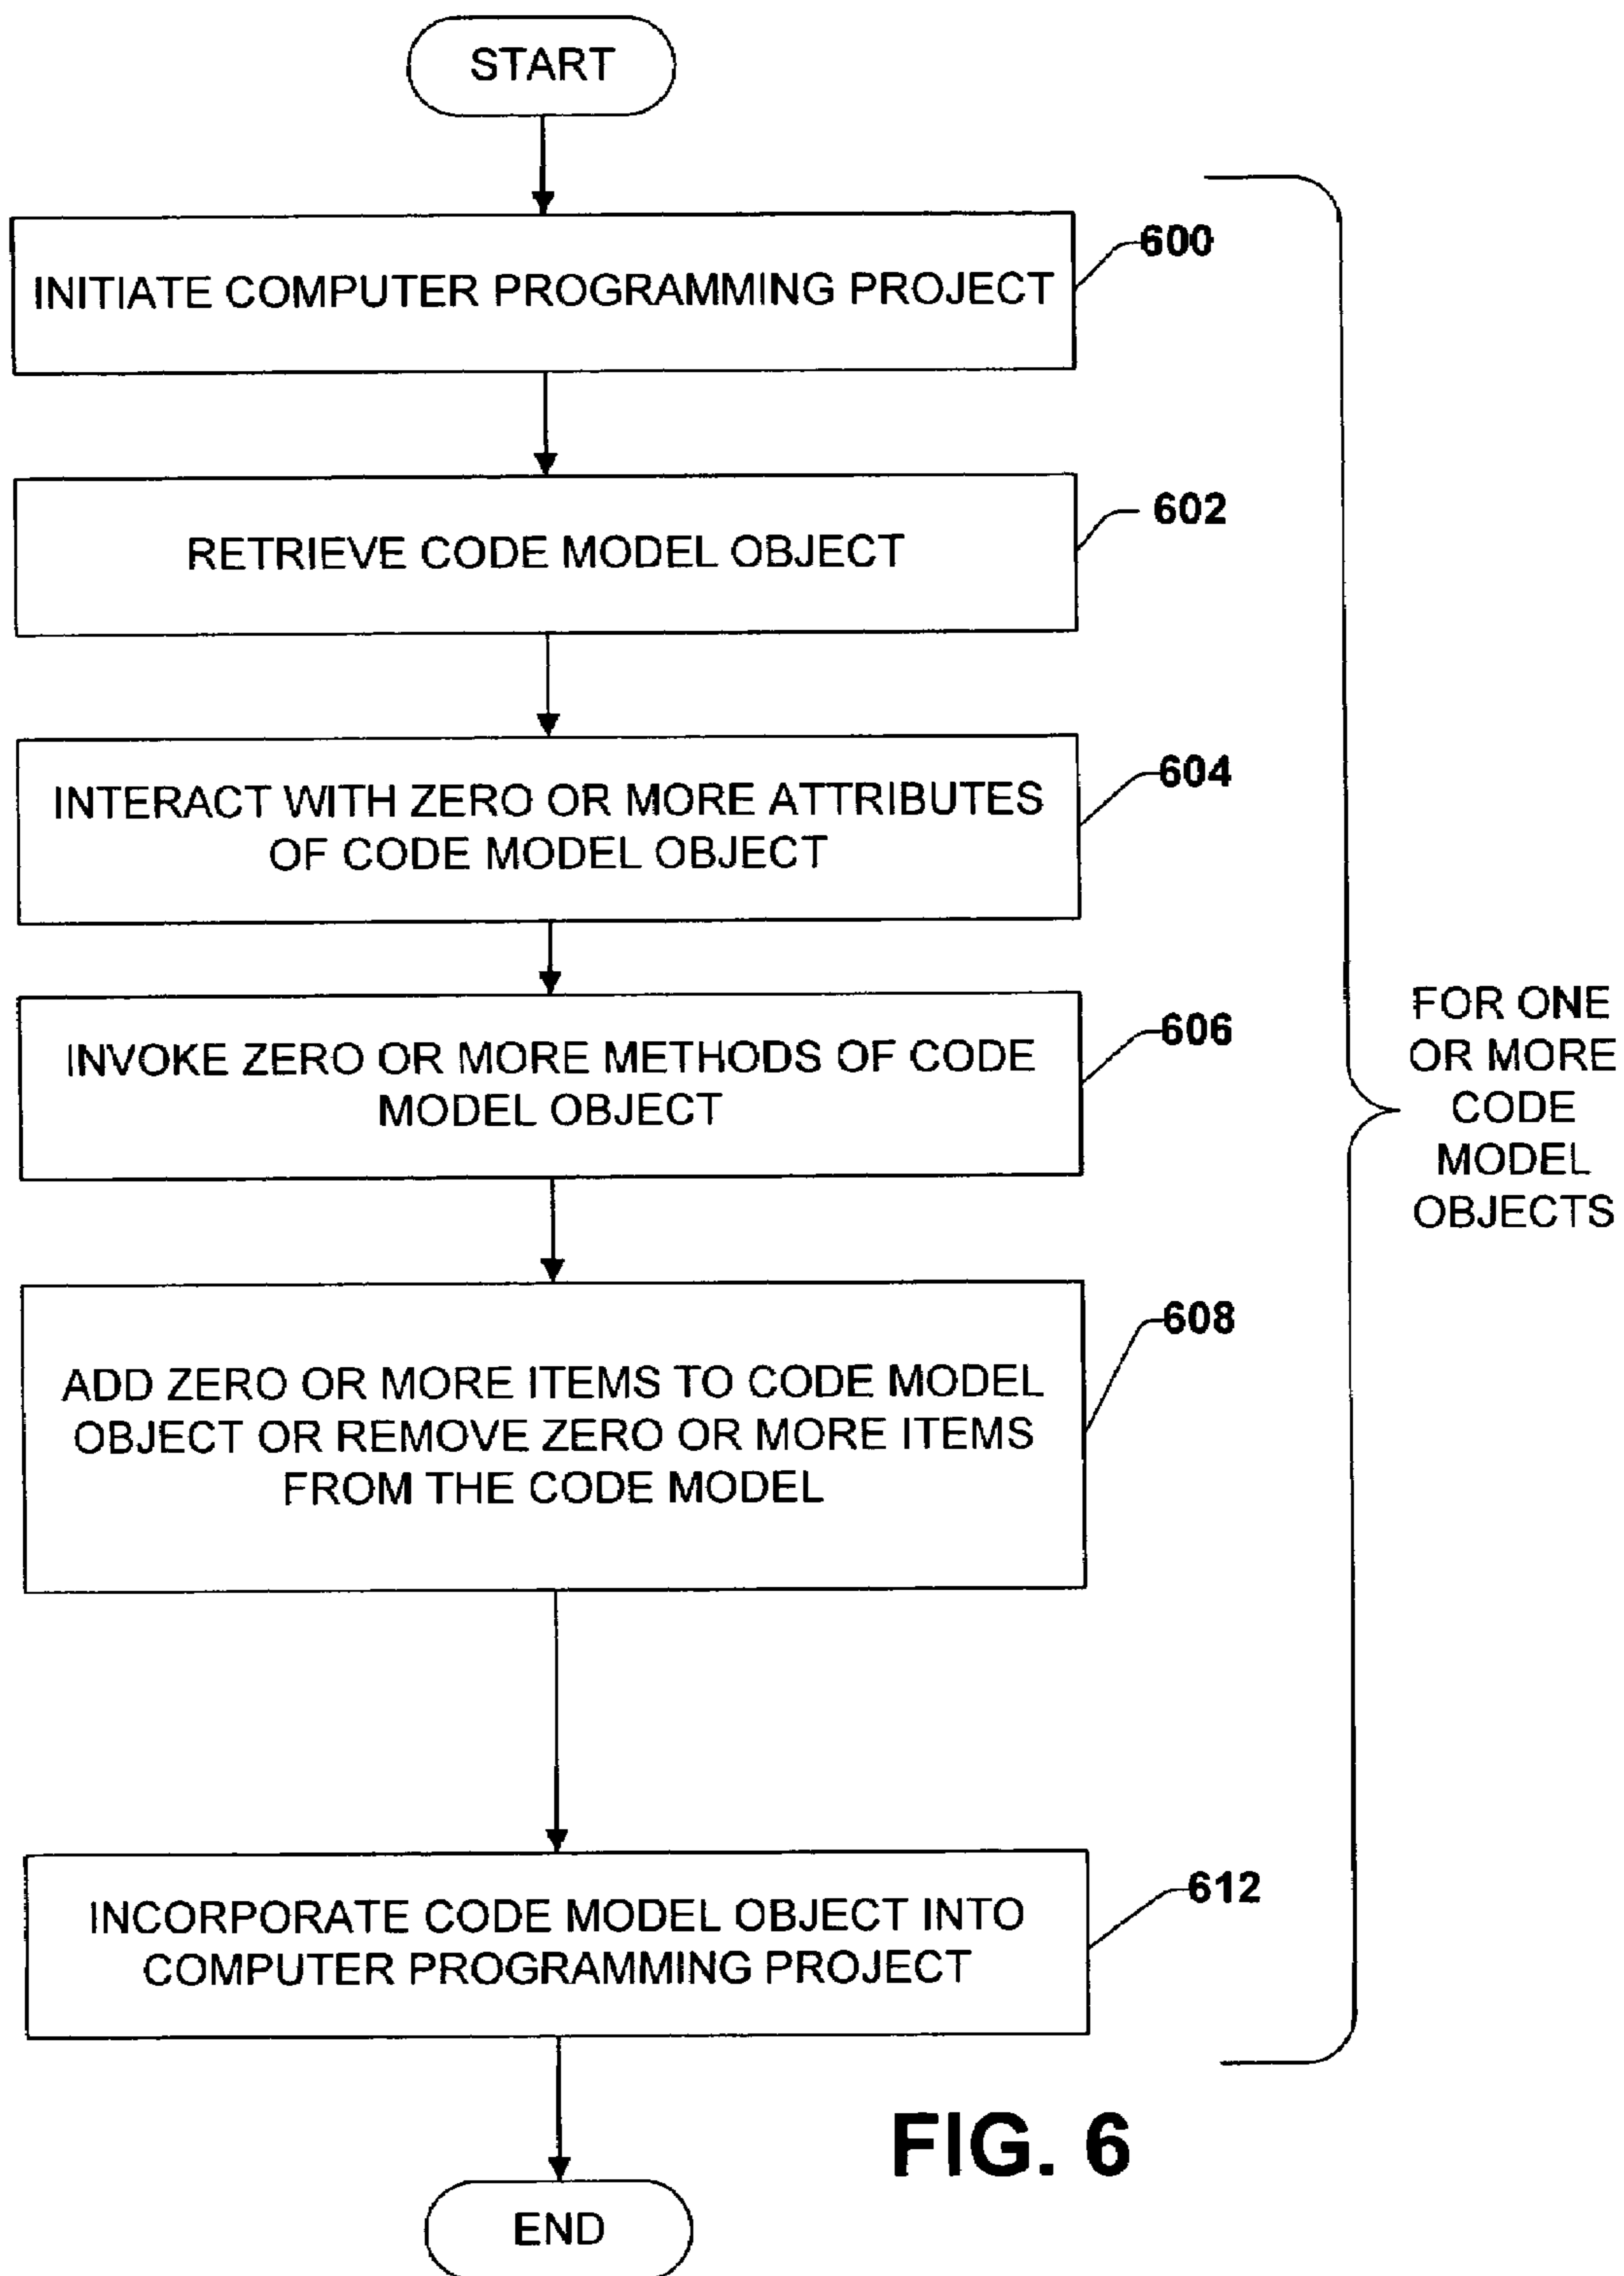 START
600
INITIATE COMPUTER PROGRAMMING PROJECT
602
RETRIEVE CODE MODEL OBJECT
604
INTERACT WITH ZERO OR MORE ATTRIBUTES
OF CODE MODEL OBJECT
606
INVOKE ZERO OR MORE METHODS OF CODE
MODEL OBJECT
FOR ONE
OR MORE
CODE
MODEL
OBJECTS
608
ADD ZERO OR MORE ITEMS TO CODE MODEL
OBJECT OR REMOVE ZERO OR MORE ITEMS
FROM THE CODE MODEL
612
INCORPORATE CODE MODEL OBJECT INTO
COMPUTER PROGRAMMING PROJECT
FIG. 6
END